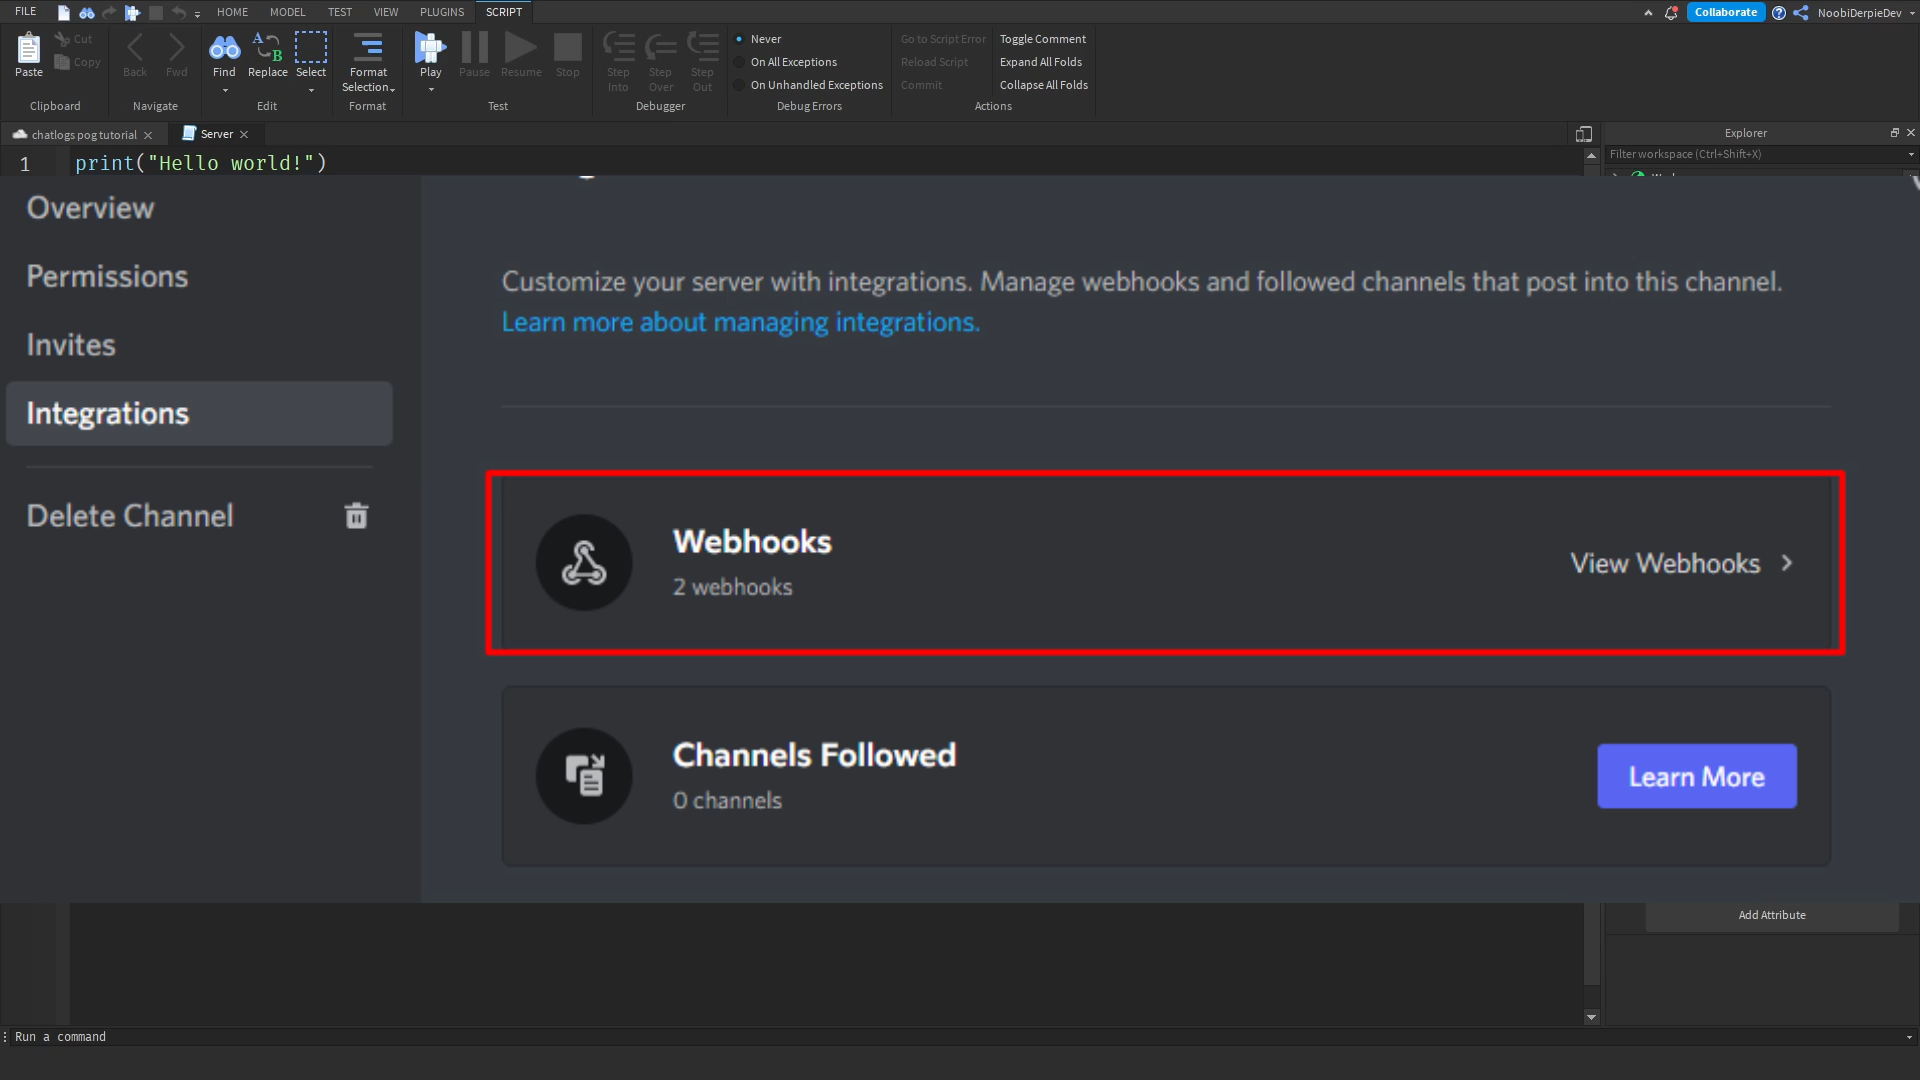 FILE HOME MODEL TEST VIEW PLUGINS SCRIPT Collaborate NoobiDerpieDev
Paste Cut Copy Back Fwd Find Replace Select Format Selection Play Pause Resume Stop Step Into Step Over Step Out
Never
On All Exceptions
On Unhandled Exceptions
Go to Script Error
Reload Script
Commit
Toggle Comment
Expand All Folds
Collapse All Folds
Clipboard Navigate Edit Format Test Debugger Debug Errors Actions
chatlogs pog tutorial Server Explorer
Filter workspace (Ctrl+Shift+X)
1 print("Hello world!")
Overview
Permissions
Invites
Integrations
Delete Channel
Customize your server with integrations. Manage webhooks and followed channels that post into this channel.
Learn more about managing integrations.
Webhooks
2 webhooks
View Webhooks
Channels Followed
0 channels
Learn More
Add Attribute
Run a command